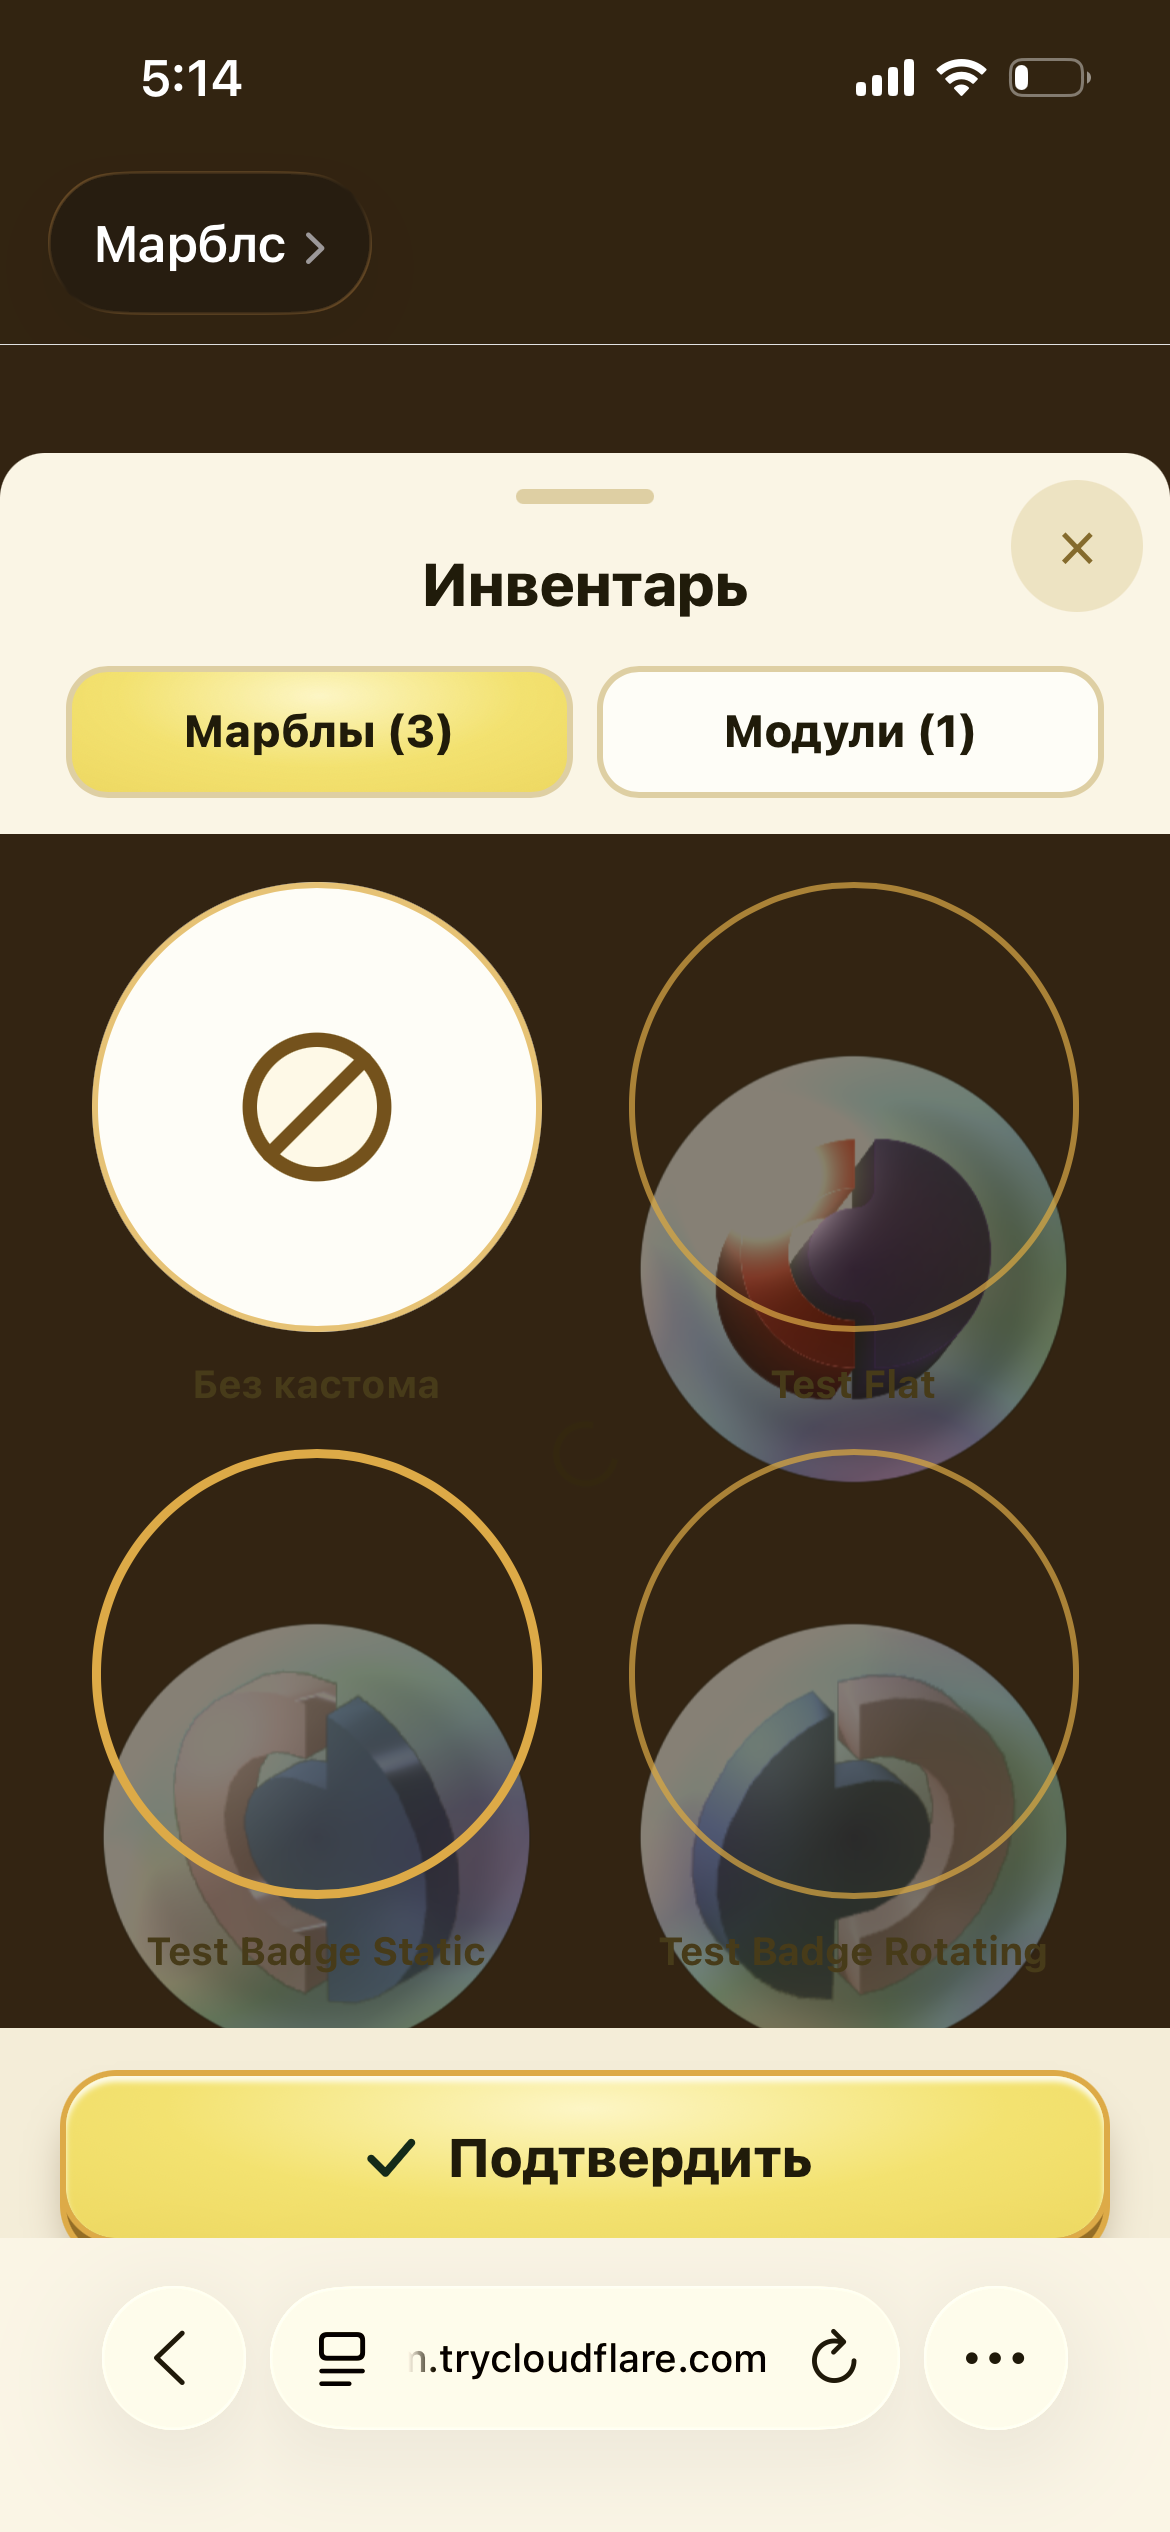 5:14
Марблс
Инвентарь
Марблы (3)
Модули (1)
Без кастома
Test Flat
Test Badge Static
Test Badge Rotating
Подтвердить
.trycloudflare.com